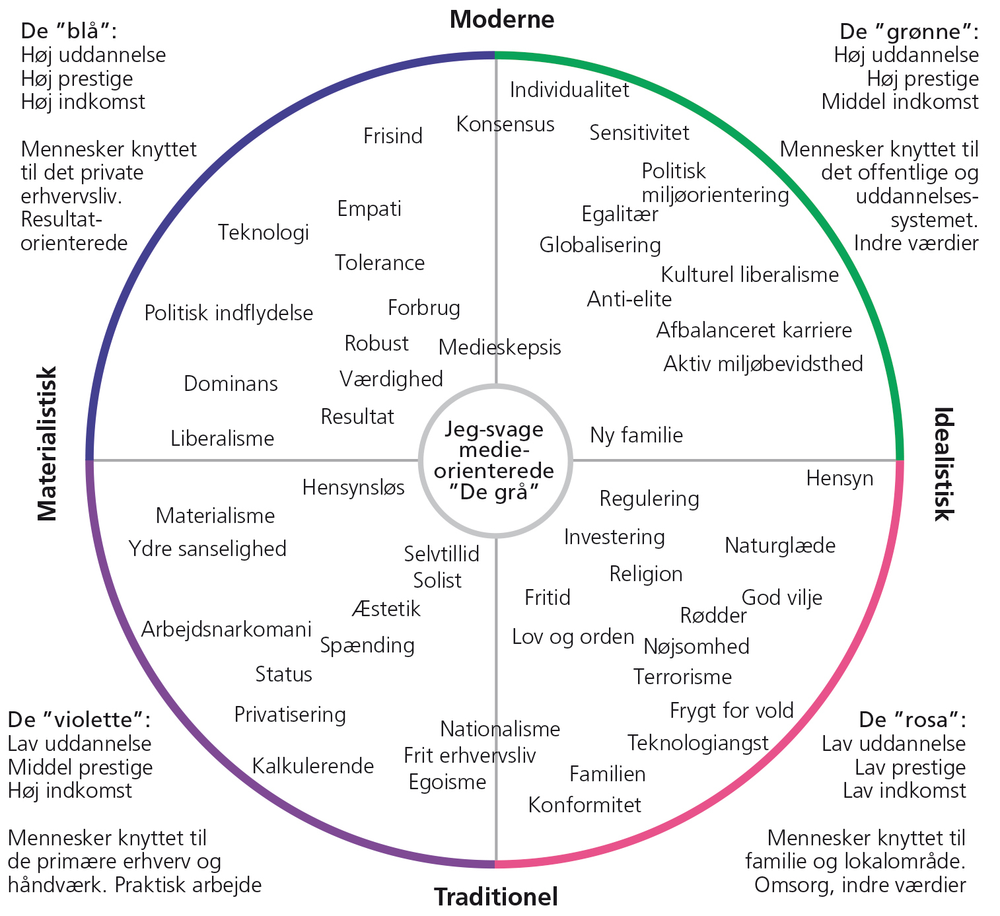 Moderne
De ”blå”:
Høj uddannelse
Høj prestige
Høj indkomst
Mennesker knyttet
til det private
erhvervsliv.
Resultat-
orienterede
De ”grønne”:
Høj uddannelse
Høj prestige
Middel indkomst
Mennesker knyttet til
det offentlige og
uddannelses-
systemet.
Indre værdier
Materialistisk
Idealistisk
Frisind
Empati
Teknologi
Tolerance
Politisk indflydelse
Forbrug
Robust
Værdighed
Dominans
Resultat
Liberalisme
Individualitet
Konsensus
Sensitivitet
Politisk
miljøorientering
Egalitær
Globalisering
Kulturel liberalisme
Anti-elite
Afbalanceret karriere
Medieskepsis
Aktiv miljøbevidsthed
Ny familie
Jeg-svage
medie-
orienterede
”De grå”
Hensynsløs
Materialisme
Ydre sanselighed
Selvtillid
Solist
Æstetik
Arbejdsnarkomani
Spænding
Status
Privatisering
Nationalisme
Frit erhvervsliv
Kalkulerende
Egoisme
Hensyn
Regulering
Investering
Naturglæde
Religion
Fritid
God vilje
Rødder
Lov og orden
Nøjsomhed
Terrorisme
Frygt for vold
Teknologiangst
Familien
Konformitet
De ”violette”:
Lav uddannelse
Middel prestige
Høj indkomst
Mennesker knyttet til
de primære erhverv og
håndværk. Praktisk arbejde
De ”rosa”:
Lav uddannelse
Lav prestige
Lav indkomst
Mennesker knyttet til
familie og lokalområde.
Omsorg, indre værdier
Traditionel